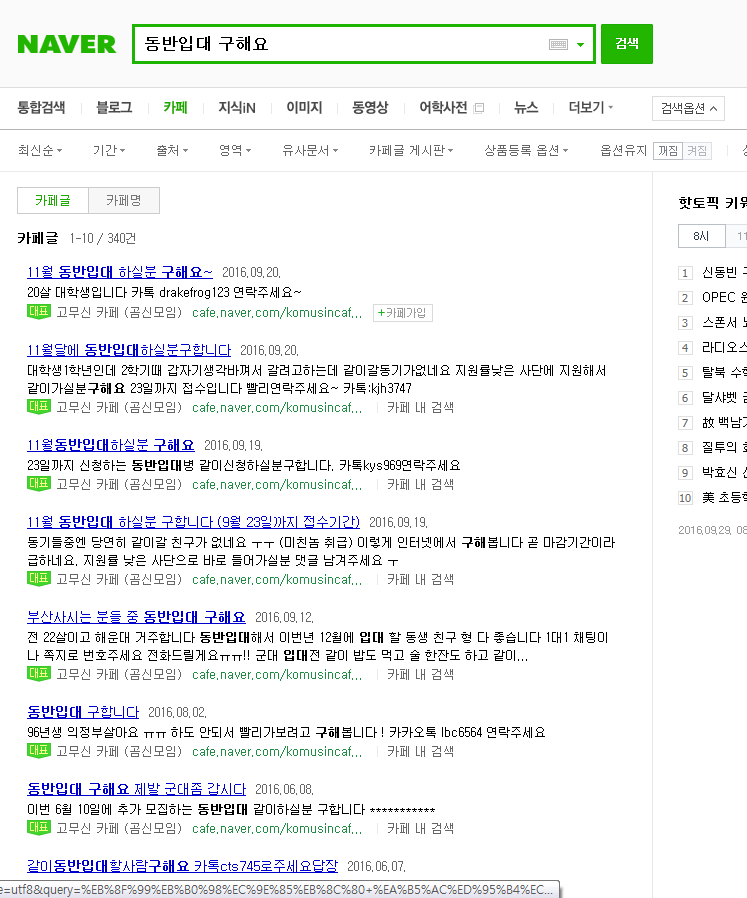 NAVER 동반입대 구해요 검색
통합검색 블로그 카페 지식iN 이미지 동영상 어학사전 뉴스 더보기 검색옵션
최신순 기간 출처 영역 유사문서 카페글 게시판 상품등록 옵션 옵션유지 꺼짐 켜짐
카페글 카페명
카페글 1-10 / 340건
11월 동반입대 하실분 구해요~ 2016.09.20.
20살 대학생입니다 카톡 drakefrog123 연락주세요~
대표 고무신 카페 (곰신모임) cafe.naver.com/komusincaf... +카페가입
11월달에 동반입대하실분구합니다 2016.09.20.
대학생1학년인데 2학기때 갑자기생각바껴서 갈려고하는데 같이갈동기가없네요 지원률낮은 사단에 지원해서
같이가실분구해요 23일까지 접수입니다 빨리연락주세요~ 카톡:kjh3747
대표 고무신 카페 (곰신모임) cafe.naver.com/komusincaf... 카페 내 검색
11월동반입대하실분 구해요 2016.09.19.
23일까지 신청하는 동반입대병 같이신청하실분구합니다. 카톡kys969연락주세요
대표 고무신 카페 (곰신모임) cafe.naver.com/komusincaf... 카페 내 검색
11월 동반입대 하실분 구합니다 (9월 23일까지 접수기간) 2016.09.19.
동기들중엔 당연히 같이갈 친구가 없네요 ㅜㅜ (미친놈 취급) 이렇게 인터넷에서 구해봅니다 곧 마감기간이라
급하네요. 지원률 낮은 사단으로 바로 들어가실분 댓글 남겨주세요 ㅜ
대표 고무신 카페 (곰신모임) cafe.naver.com/komusincaf... 카페 내 검색
부산사시는 분들 중 동반입대 구해요 2016.09.12.
전 22살이고 해운대 거주합니다 동반입대해서 이번년 12월에 입대 할 동생 친구 형 다 좋습니다 1대1 채팅이
나 쪽지로 번호주세요 전화드릴게요ㅠㅠ!! 군대 입대전 같이 밥도 먹고 술 한잔도 하고 같이...
대표 고무신 카페 (곰신모임) cafe.naver.com/komusincaf... 카페 내 검색
동반입대 구합니다 2016.08.02.
96년생 의정부살아요 ㅠㅠ 하도 안되서 빨리가보려고 구해봅니다 ! 카카오톡 lbc6564 연락주세요
대표 고무신 카페 (곰신모임) cafe.naver.com/komusincaf... 카페 내 검색
동반입대 구해요 제발 군대좀 갑시다 2016.06.08.
이번 6월 10일에 추가 모집하는 동반입대 같이하실분 구합니다 ***********
대표 고무신 카페 (곰신모임) cafe.naver.com/komusincaf... 카페 내 검색
같이동반입대할사람구해요 카톡cts745로주세요답장 2016.06.07.
e=utf8&query=%EB%8F%99%EB%B0%98%EC%9E%85%EB%8C%80+%EA%B5%AC%ED%95%B4%EC...
핫토픽 키워
8시 11
1 신동빈
2 OPEC
3 스폰서
4 라디오스
5 탈북 수
6 달샤벳
7 故 백남기
8 질투의
9 박효신
10 美 초등학
2016.09.29. 08